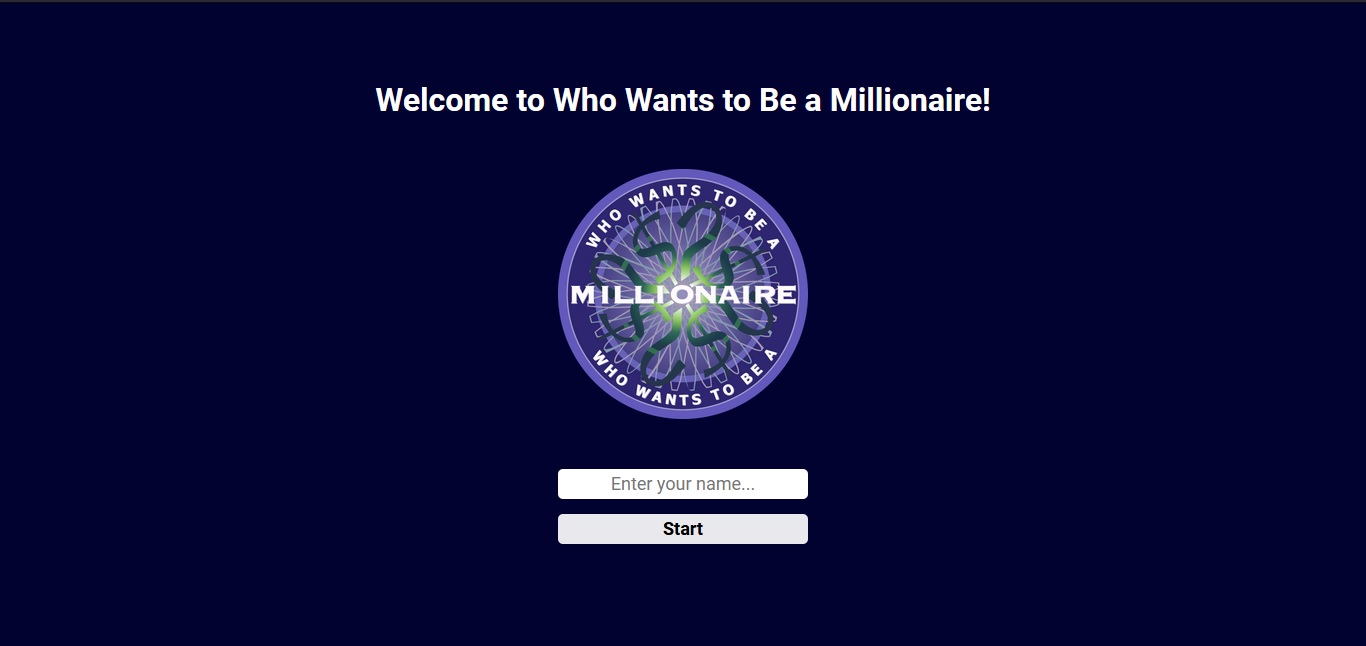 Welcome to Who Wants to Be a Millionaire!
WHO WANTS TO BE A
MILLIONAIRE
WHO WANTS TO BE A
Enter your name...
Start